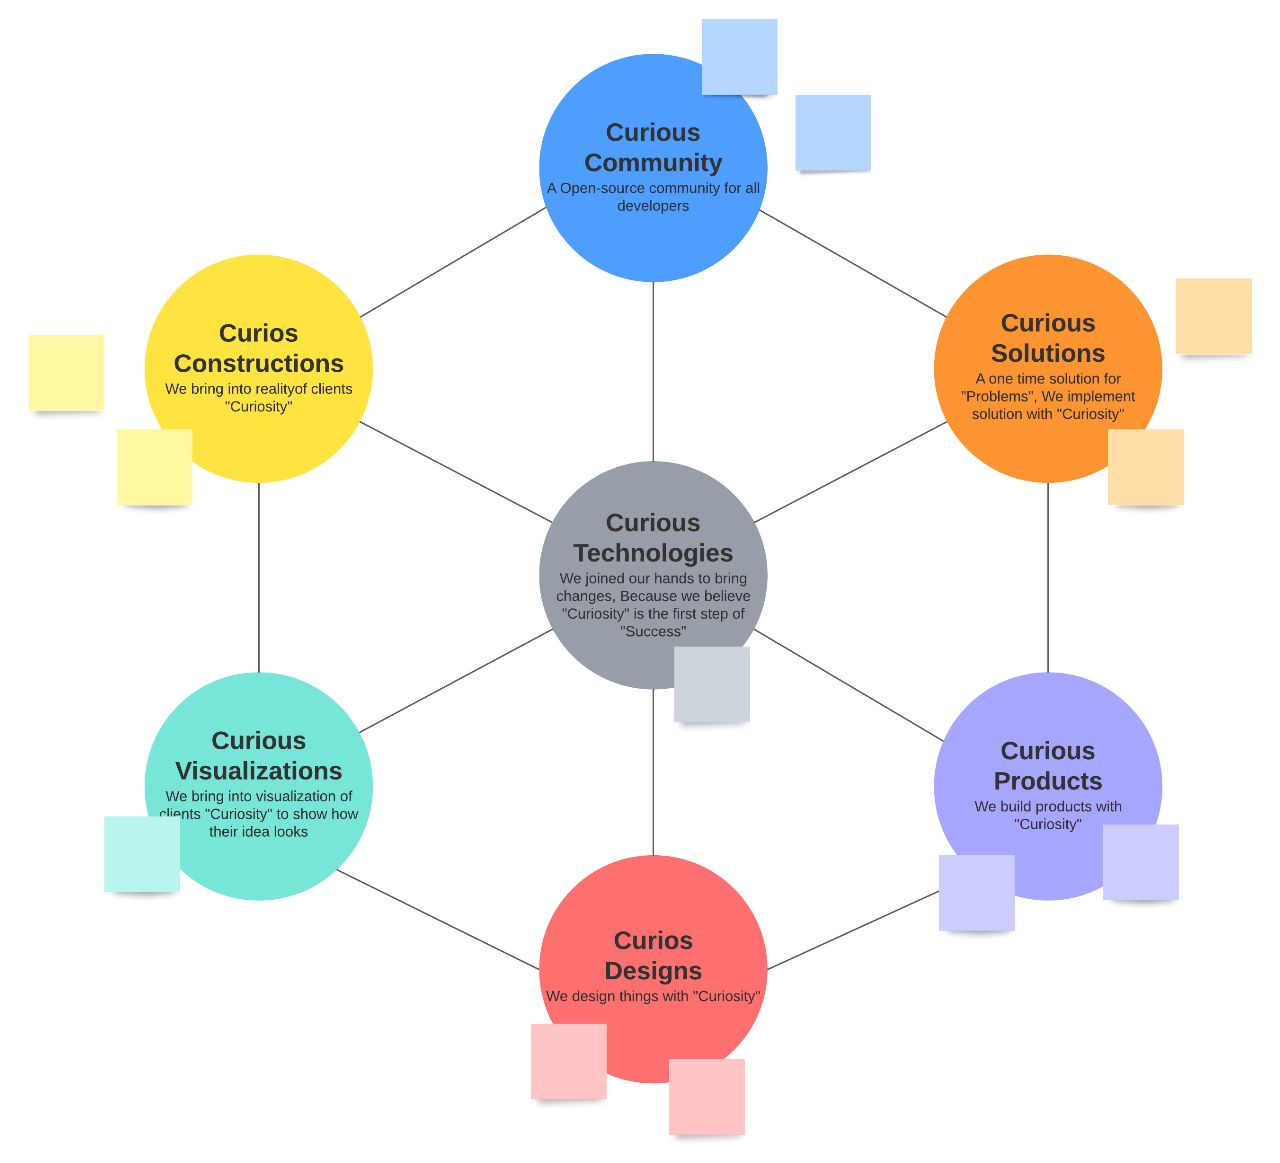 Curious
Community
A Open-source community for all
developers
Curios
Constructions
We bring into realityof clients
"Curiosity"
Curious
Solutions
A one time solution for
"Problems", We implement
solution with "Curiosity"
Curious
Technologies
We joined our hands to bring
changes, Because we believe
"Curiosity" is the first step of
"Success"
Curious
Visualizations
We bring into visualization of
clients "Curiosity" to show how
their idea looks
Curious
Products
We build products with
"Curiosity"
Curios
Designs
We design things with "Curiosity"